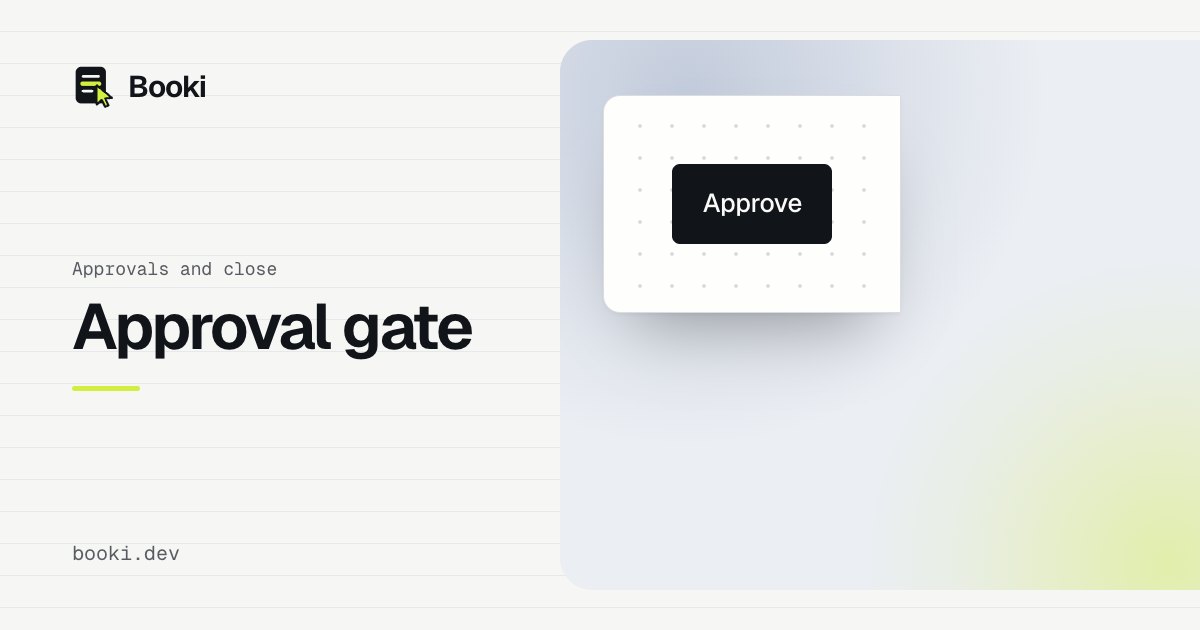 Booki
Approvals and close
Approval gate
booki.dev
Approve